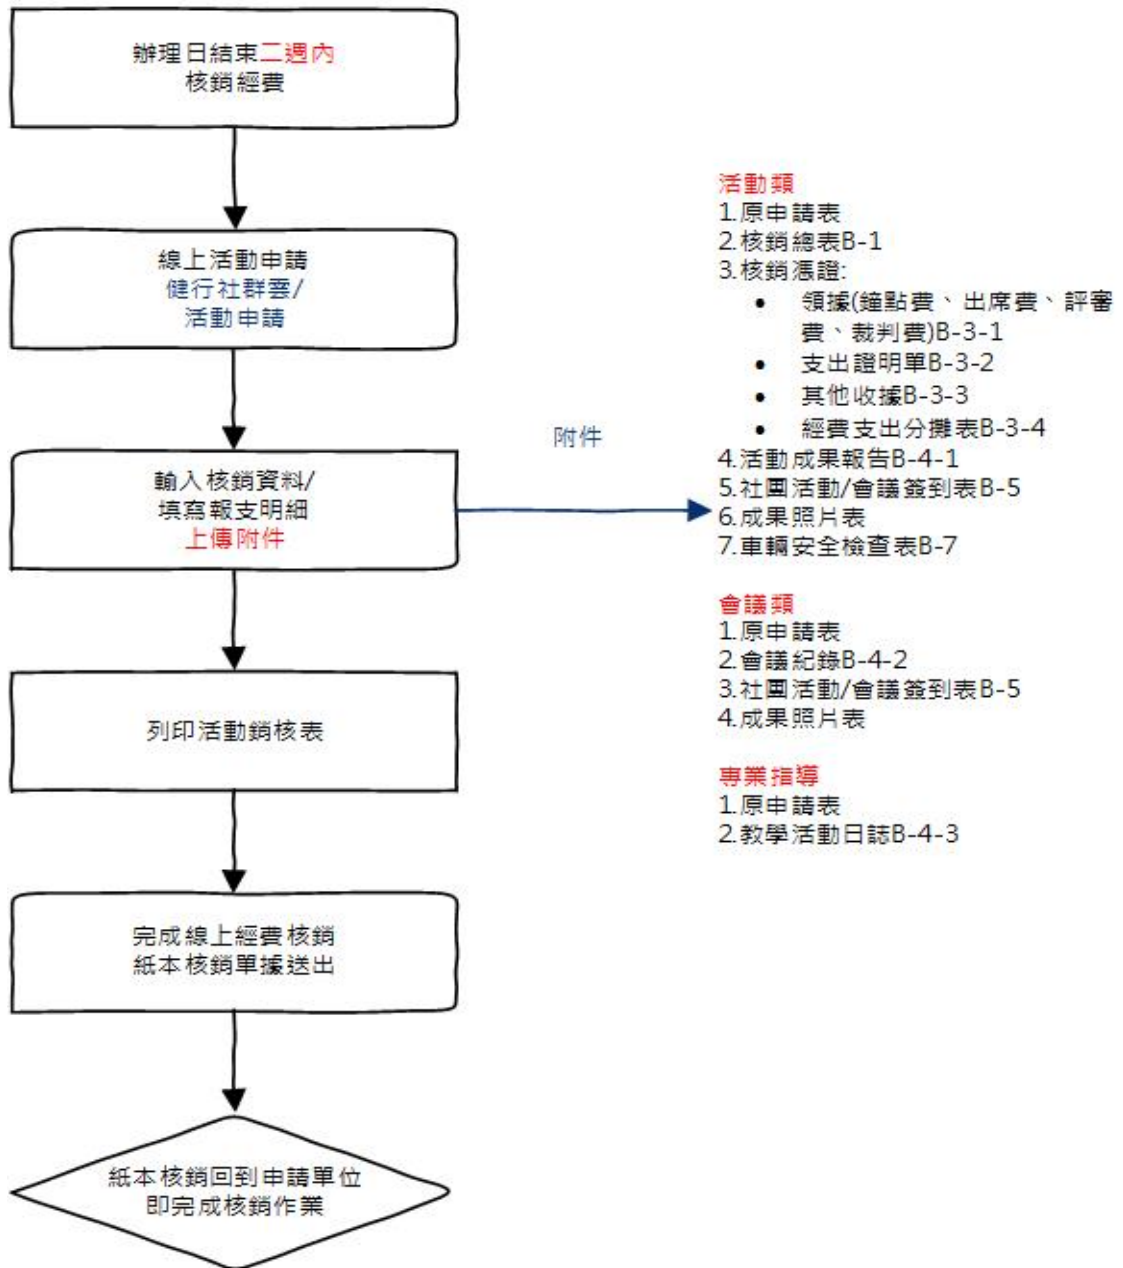 辦理日結束二週內
核銷經費
線上活動申請
健行社群雲/
活動申請
輸入核銷資料/
填寫報支明細
上傳附件
附件
活動類
1.原申請表
2.核銷總表B-1
3.核銷憑證:
• 領據(鐘點費、出席費、評審
費、裁判費)B-3-1
• 支出證明單B-3-2
• 其他收據B-3-3
• 經費支出分攤表B-3-4
4.活動成果報告B-4-1
5.社團活動/會議簽到表B-5
6.成果照片表
7.車輛安全檢查表B-7
會議類
1.原申請表
2.會議紀錄B-4-2
3.社團活動/會議簽到表B-5
4.成果照片表
專業指導
1.原申請表
2.教學活動日誌B-4-3
列印活動銷核表
完成線上經費核銷
紙本核銷單據送出
紙本核銷回到申請單位
即完成核銷作業